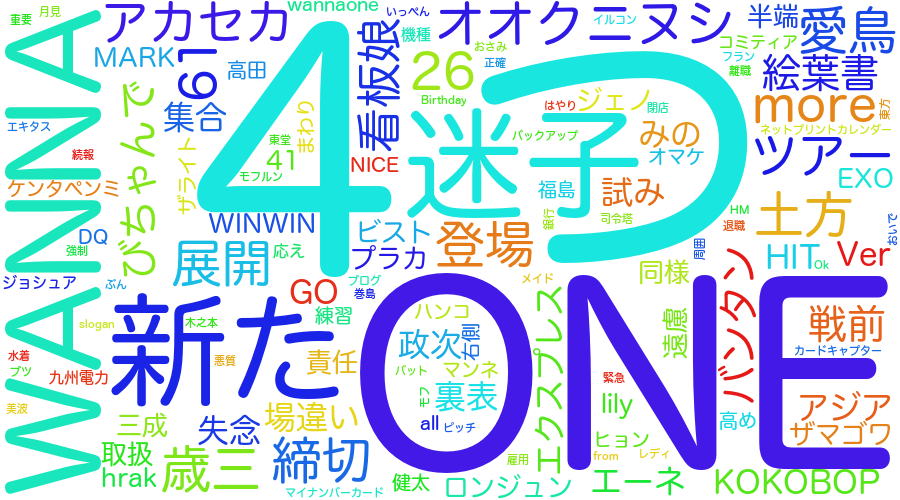 wannaone
いっぺん
オオクニヌシ
半端
愛鳥
重要
月見
アカセカ
機種
イルコン
コミティア
MARK
61
高田
看板娘
26
おさみ
正確
フラン
離職
絵葉書
WANNA
びちゃんで
集合
まわり
4
迷子
つ
Birthday
はやり
ジェノ
閉店
more
東方
エキタス
続報
ザライト
東堂
41
モフルン
NICE
バックアップ
みの
オマケ
ネットプリントカレンダー
ツアー
EXO
ケンタペンミ
WINWIN
福島
試み
銀行
司令塔
土方
HM
退職
おいで
DQ
強制
展開
応え
ビスト
プラカ
登場
周囲
HIT
Ok
Ver
ジョシュア
ぶん
GO
ブログ
巻島
メイド
同様
バンタン
新た
slogan
木之本
練習
ハンコ
右側
エクスプレス
遠慮
戦前
ONE
水着
ブツ
九州電力
悪質
責任
政次
マンネ
バット
モフ
裏表
緊急
カードキャプター
美波
三成
失念
場違い
all
ピッチ
lily
高め
アジア
ザマゴワ
取扱
hrak
歳三
締切
マイナンバーカード
健太
ロンジュン
雇用
ヒョン
from
レディ
エーネ
KOKOBOP